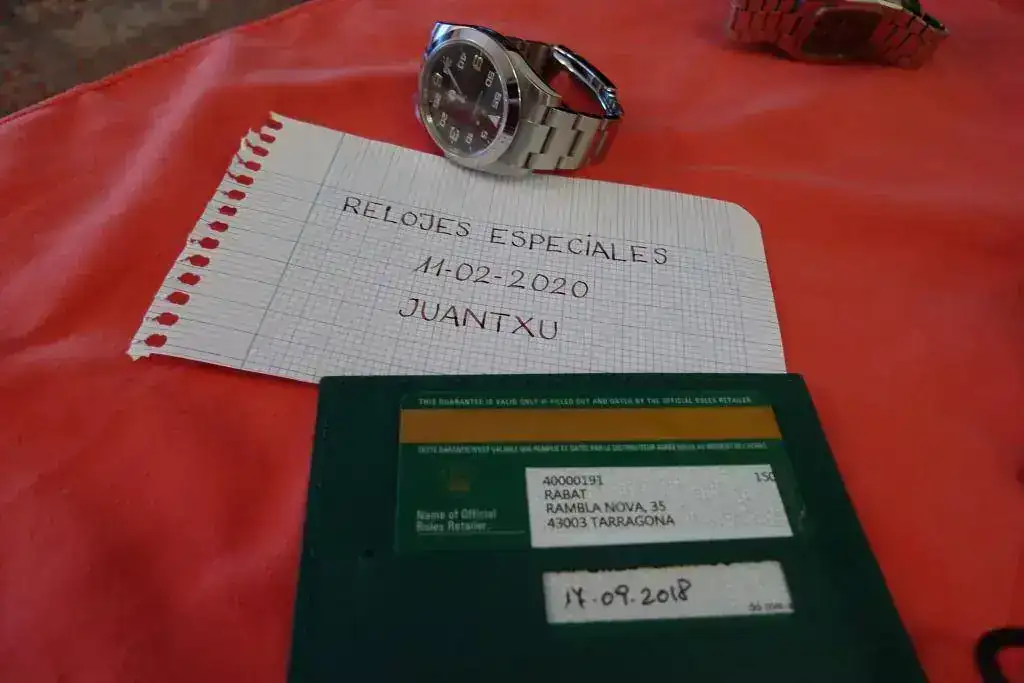 RELOJES ESPECIALES
11-02-2020
JUANTXU
THIS GUARANTEE IS VALID ONLY IF FILLED OUT AND DATED BY THE OFFICIAL ROLEX RETAILER.
40000191 150
RABAT
RAMBLA NOVA, 35
43003 TARRAGONA
Name of Official
Rolex Retailer
17.09.2018